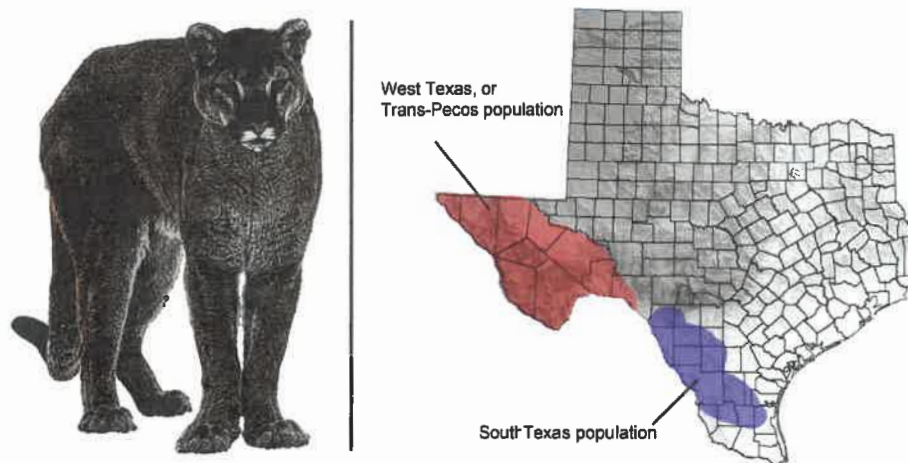 West Texas, or
Trans-Pecos population
South Texas population